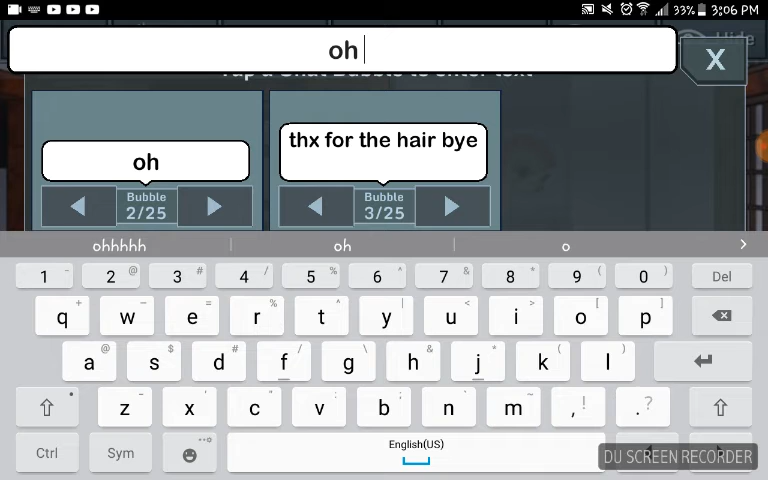 33% 3:06 PM
Hide
oh
X
Tap a Chat Bubble to enter text
oh
thx for the hair bye
Bubble
2/25
Bubble
3/25
ohhhhh oh o
1 - 2 @ 3 # 4 / 5 % 6 ^ 7 & 8 * 9 ( 0 ) Del
q + w − e = r % t ^ y | u < i > o [ p ]
a @ s $ d # f / g \ h & j * k ( l )
z - x ' c " v : b ; n , m ~ , ! . ?
Ctrl Sym English(US)
DU SCREEN RECORDER